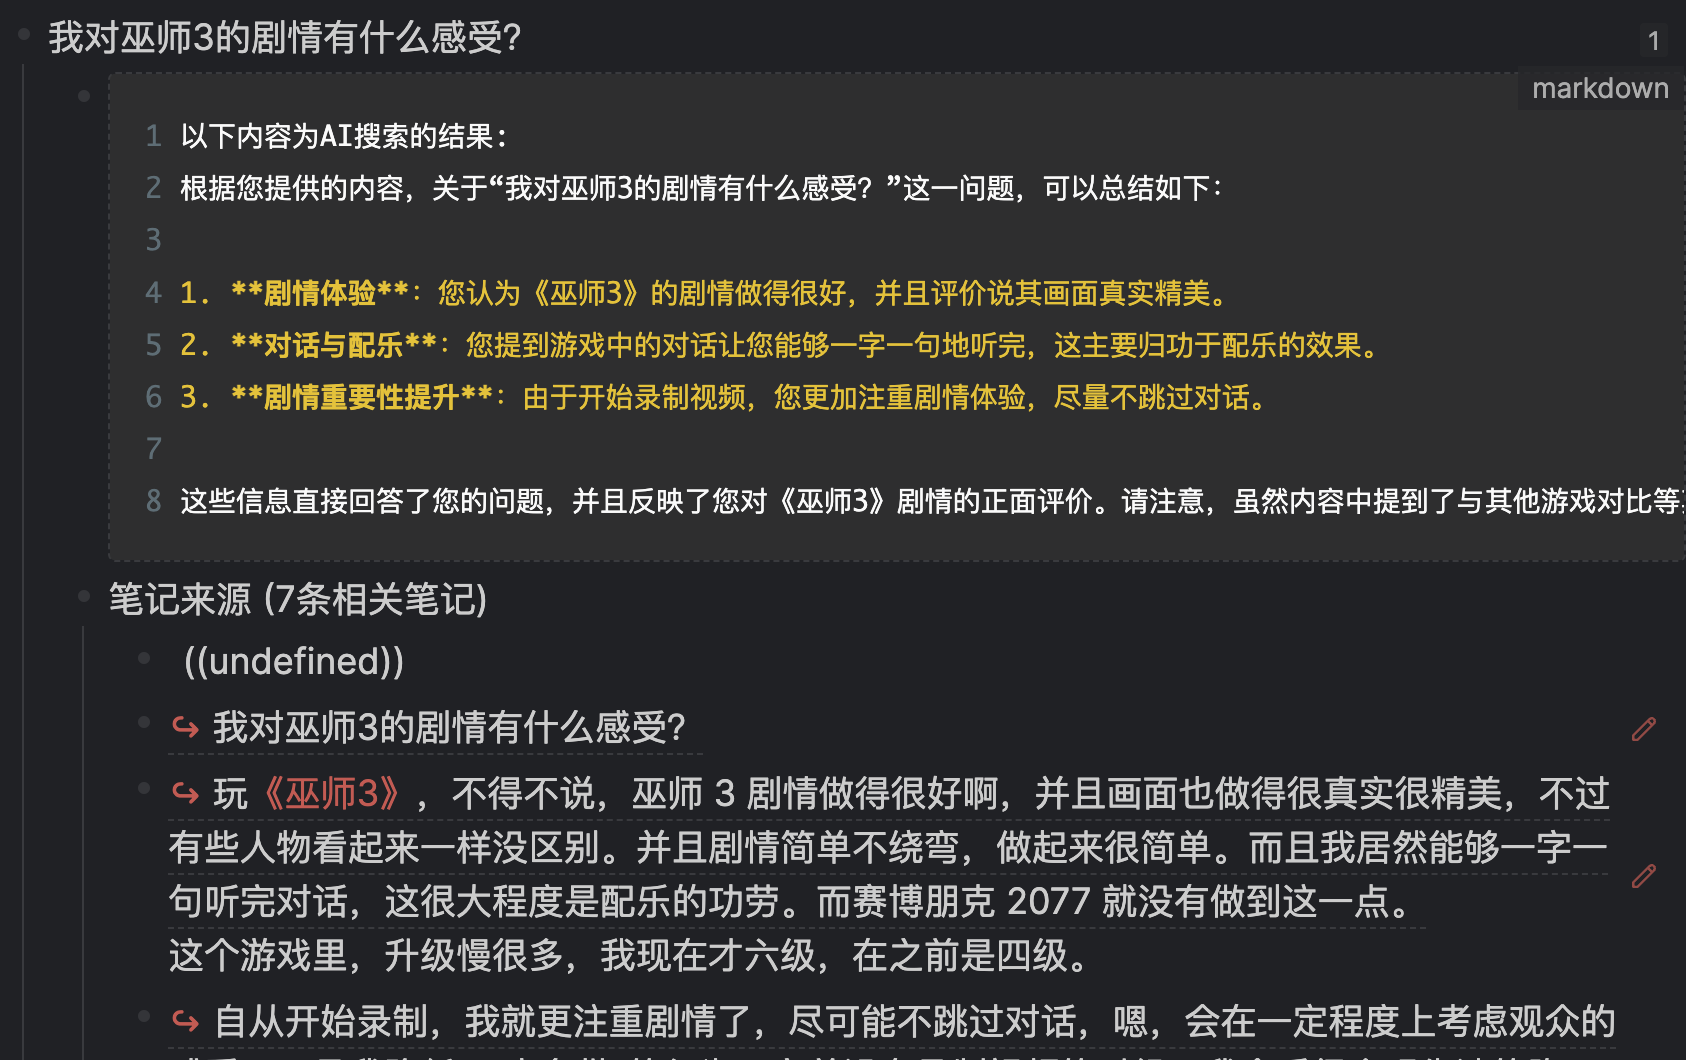 我对巫师3的剧情有什么感受?
1
markdown
1 以下内容为AI搜索的结果:
2 根据您提供的内容，关于“我对巫师3的剧情有什么感受？”这一问题，可以总结如下:
3
4 1. **剧情体验**: 您认为《巫师3》的剧情做得很好，并且评价说其画面真实精美。
5 2. **对话与配乐**: 您提到游戏中的对话让您能够一字一句地听完，这主要归功于配乐的效果。
6 3. **剧情重要性提升**: 由于开始录制视频，您更加注重剧情体验，尽量不跳过对话。
7
8 这些信息直接回答了您的问题，并且反映了您对《巫师3》剧情的正面评价。请注意，虽然内容中提到了与其他游戏对比等
笔记来源 (7条相关笔记)
((undefined))
我对巫师3的剧情有什么感受?
玩《巫师3》，不得不说，巫师 3 剧情做得很好啊，并且画面也做得很真实很精美，不过
有些人物看起来一样没区别。并且剧情简单不绕弯，做起来很简单。而且我居然能够一字一
句听完对话，这很大程度是配乐的功劳。而赛博朋克 2077 就没有做到这一点。
这个游戏里，升级慢很多，我现在才六级，在之前是四级。
自从开始录制，我就更注重剧情了，尽可能不跳过对话，嗯，会在一定程度上考虑观众的